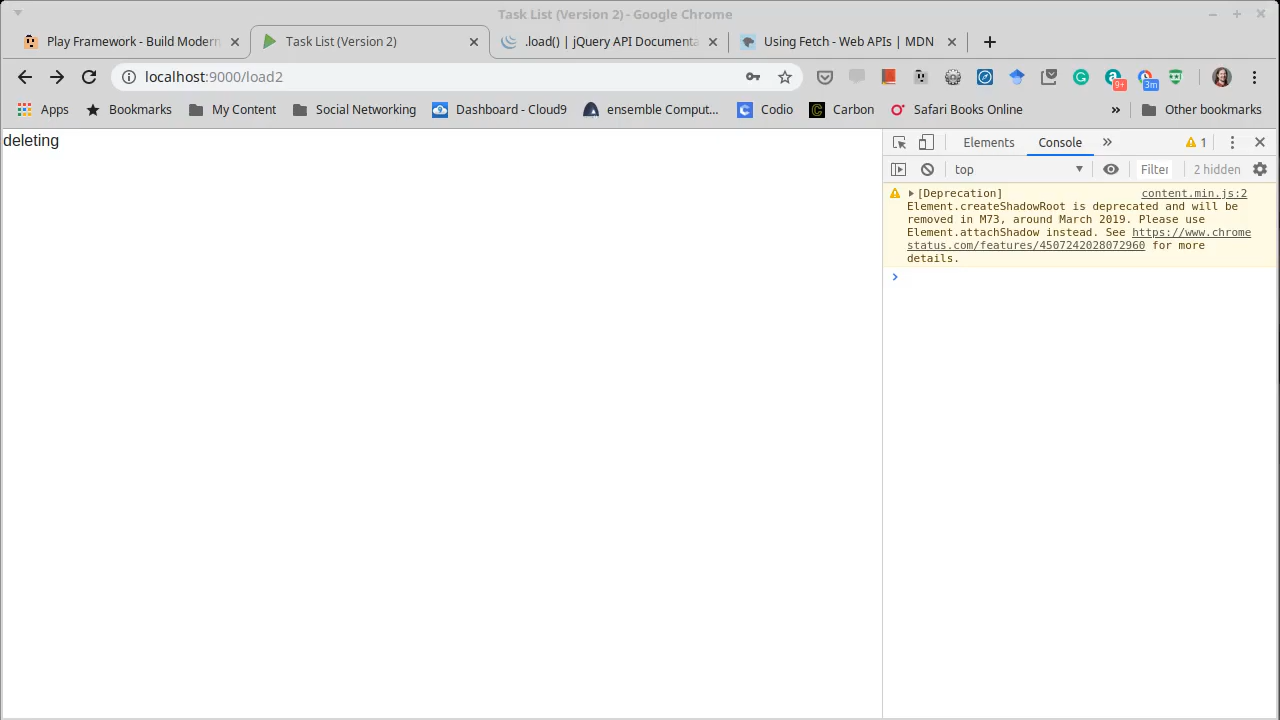 Task List (Version 2) - Google Chrome
Play Framework - Build Modern
Task List (Version 2)
.load() | jQuery API Documenta
Using Fetch - Web APIs | MDN
localhost:9000/load2
9+
3m
Apps
Bookmarks
My Content
Social Networking
Dashboard - Cloud9
ensemble Comput...
Codio
Carbon
Safari Books Online
»
Other bookmarks
deleting
Elements
Console
»
1
top
Filter
2 hidden
[Deprecation] content.min.js:2
Element.createShadowRoot is deprecated and will be
removed in M73, around March 2019. Please use
Element.attachShadow instead. See https://www.chrome
status.com/features/4507242028072960 for more
details.